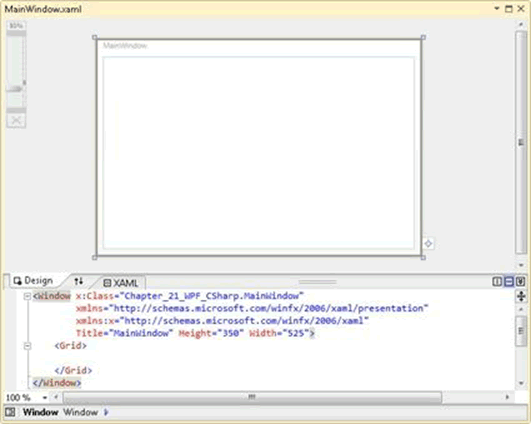 MainWindow.xaml
MainWindow
Design
XAML
<Window x:Class="Chapter_21_WPF_CSharp.MainWindow"
xmlns="http://schemas.microsoft.com/winfx/2006/xaml/presentation"
xmlns:x="http://schemas.microsoft.com/winfx/2006/xaml"
Title="MainWindow" Height="350" Width="525">
<Grid>
</Grid>
</Window>
100 %
Window Window